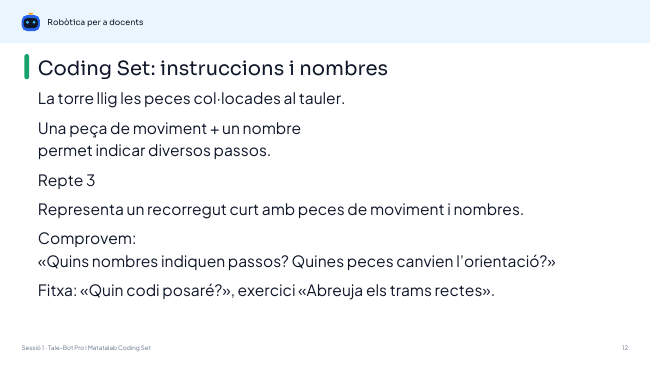 Robòtica per a docents
Coding Set: instruccions i nombres
La torre llig les peces col·locades al tauler.
Una peça de moviment + un nombre
permet indicar diversos passos.
Repte 3
Representa un recorregut curt amb peces de moviment i nombres.
Comprovem:
«Quins nombres indiquen passos? Quines peces canvien l’orientació?»
Fitxa: «Quin codi posaré?», exercici «Abreuja els trams rectes».
Sessió 1 · Tale-Bot Pro i Matatalab Coding Set
12